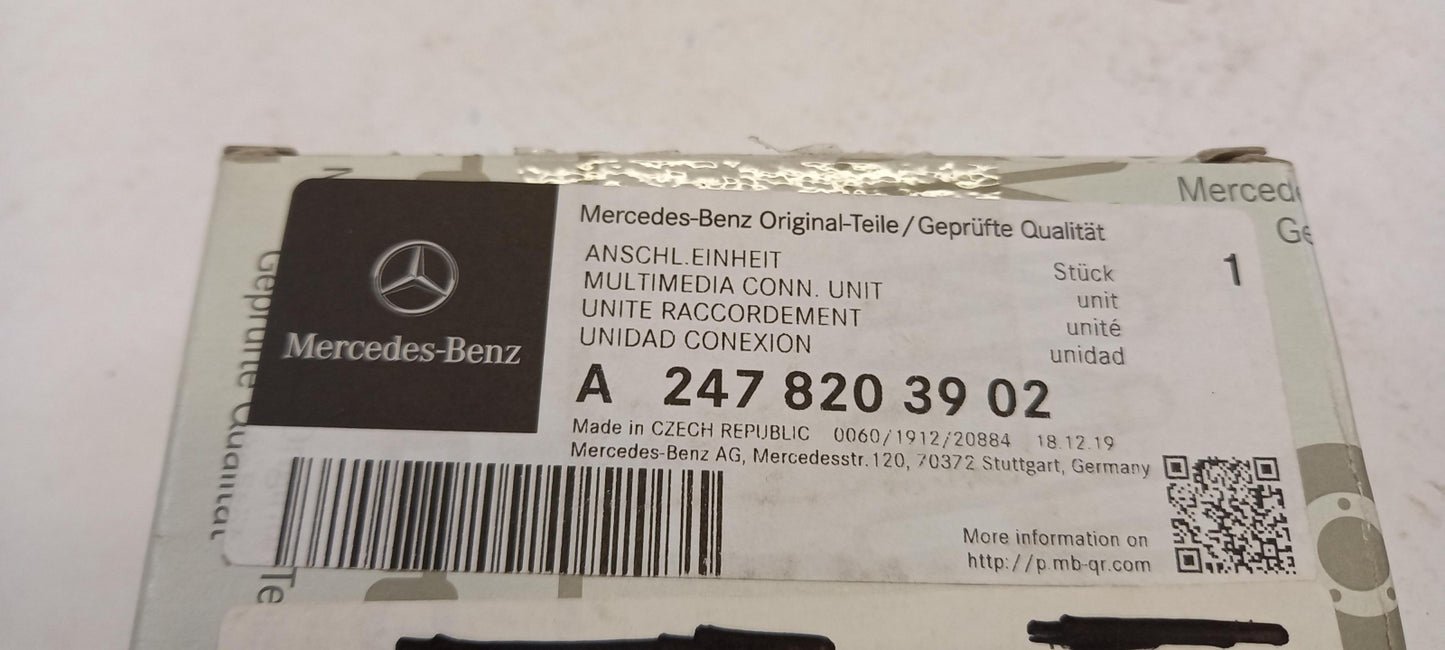 Mercedes-Benz
Mercedes-Benz Original-Teile/Geprüfte Qualität
ANSCHL.EINHEIT
MULTIMEDIA CONN. UNIT
UNITE RACCORDEMENT
UNIDAD CONEXION
Stück 1
unit
unité
unidad
A 247 820 39 02
Made in CZECH REPUBLIC 0060/1912/20884 18.12.19
Mercedes-Benz AG, Mercedesstr.120, 70372 Stuttgart, Germany
More information on
http://p.mb-qr.com
Geprüfte Qualität